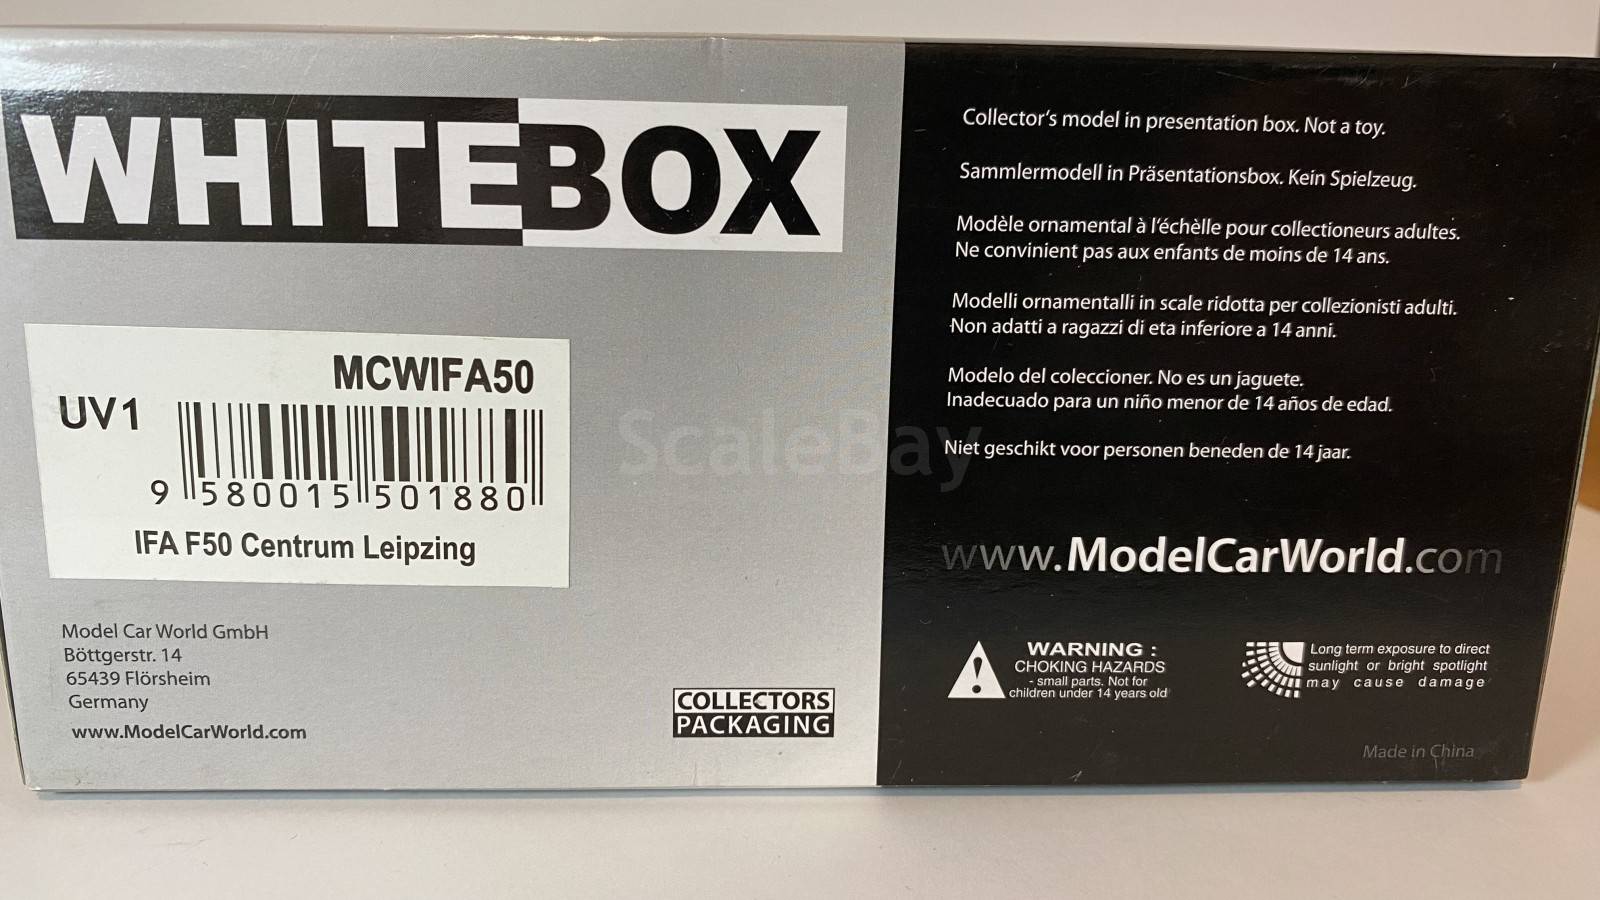 WHITEBOX
MCWIFA50
UV1
9 580015 501880
IFA F50 Centrum Leipzing
Model Car World GmbH
Böttgerstr. 14
65439 Flörsheim
Germany
www.ModelCarWorld.com
COLLECTORS
PACKAGING
Collector's model in presentation box. Not a toy.
Sammlermodell in Präsentationsbox. Kein Spielzeug.
Modèle ornamental à l'échèlle pour collectioneurs adultes.
Ne convinient pas aux enfants de moins de 14 ans.
Modelli ornamentalli in scale ridotta per collezionisti adulti.
Non adatti a ragazzi di eta inferiore a 14 anni.
Modelo del coleccioner. No es un jaguete.
Inadecuado para un niño menor de 14 años de edad.
Niet geschikt voor personen beneden de 14 jaar.
www.ModelCarWorld.com
WARNING :
CHOKING HAZARDS
- small parts. Not for
children under 14 years old
Long term exposure to direct
sunlight or bright spotlight
may cause damage
Made in China
ScaleBay